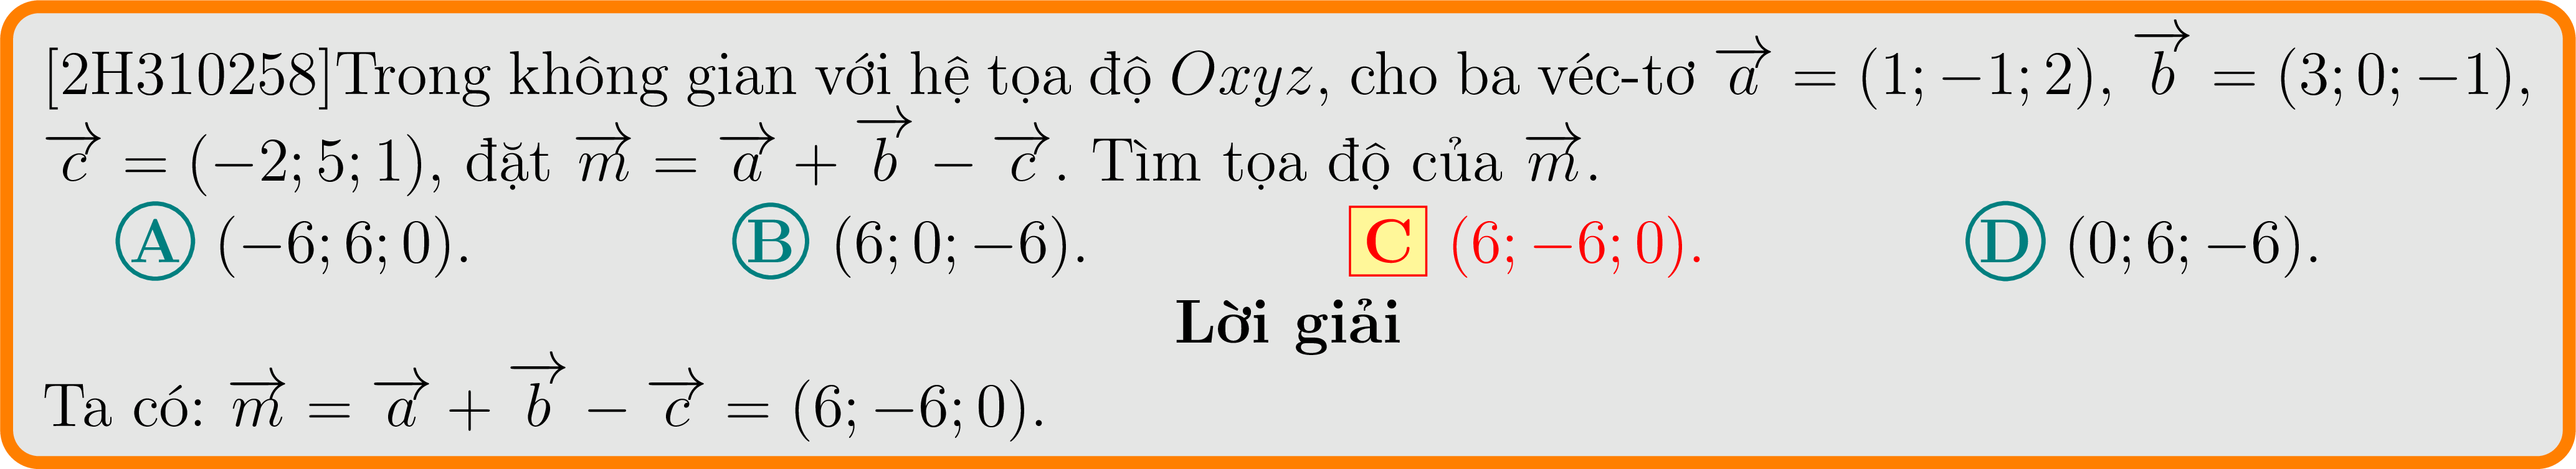 [2H310258]Trong không gian với hệ tọa độ $Oxyz$, cho ba véc-tơ $\overrightarrow{a} = (1; -1; 2)$, $\overrightarrow{b} = (3; 0; -1)$,
$\overrightarrow{c} = (-2; 5; 1)$, đặt $\overrightarrow{m} = \overrightarrow{a} + \overrightarrow{b} - \overrightarrow{c}$. Tìm tọa độ của $\overrightarrow{m}$.
A $(-6; 6; 0)$. B $(6; 0; -6)$. C $(6; -6; 0)$. D $(0; 6; -6)$.
Lời giải
Ta có: $\overrightarrow{m} = \overrightarrow{a} + \overrightarrow{b} - \overrightarrow{c} = (6; -6; 0)$.